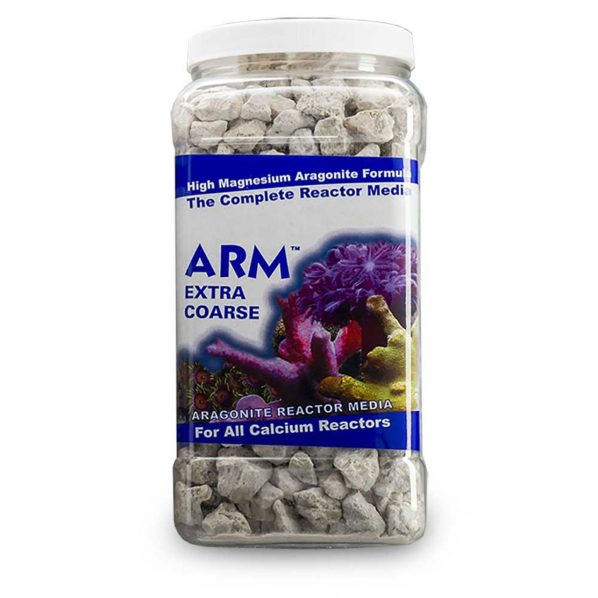 High Magnesium Aragonite Formula
The Complete Reactor Media
ARM™
EXTRA
COARSE
ARAGONITE REACTOR MEDIA
For All Calcium Reactors